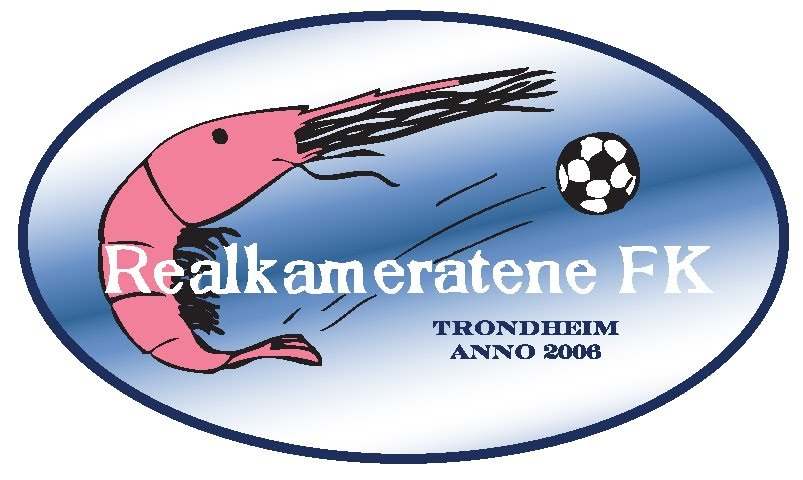 Realkameratene FK
TRONDHEIM
ANNO 2006